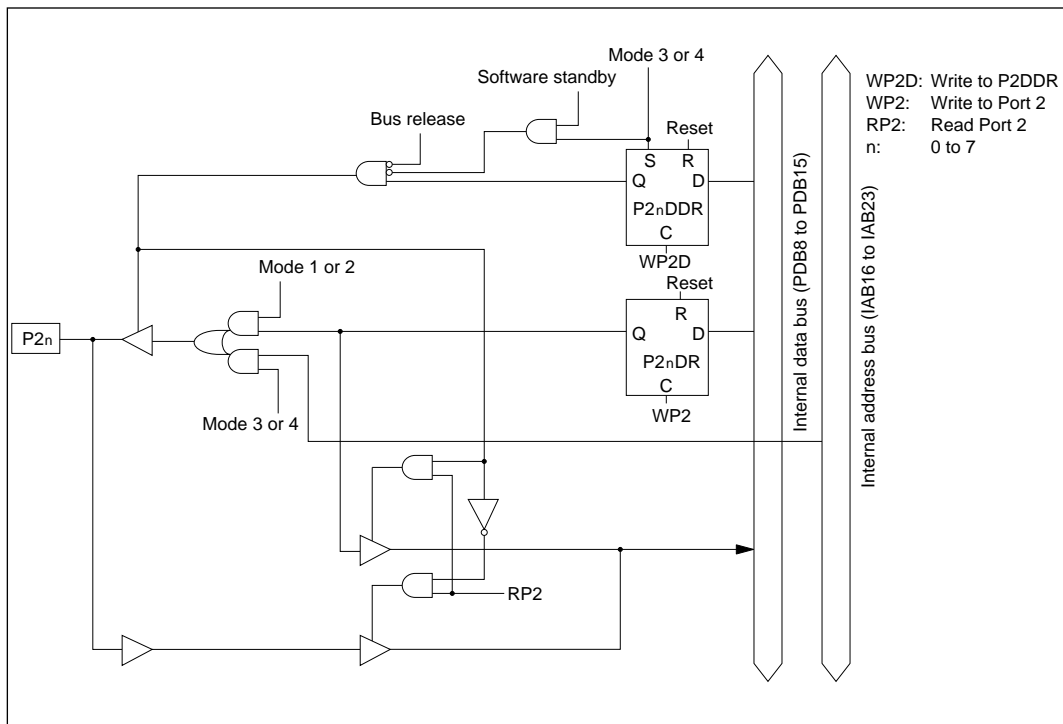 Mode 3 or 4
Software standby
Bus release
Reset
S R
Q D
P2nDDR
C
WP2D
Mode 1 or 2
Reset
R
Q D
P2nDR
C
WP2
P2n
Mode 3 or 4
RP2
Internal data bus (PDB8 to PDB15)
Internal address bus (IAB16 to IAB23)
WP2D: Write to P2DDR
WP2: Write to Port 2
RP2: Read Port 2
n: 0 to 7